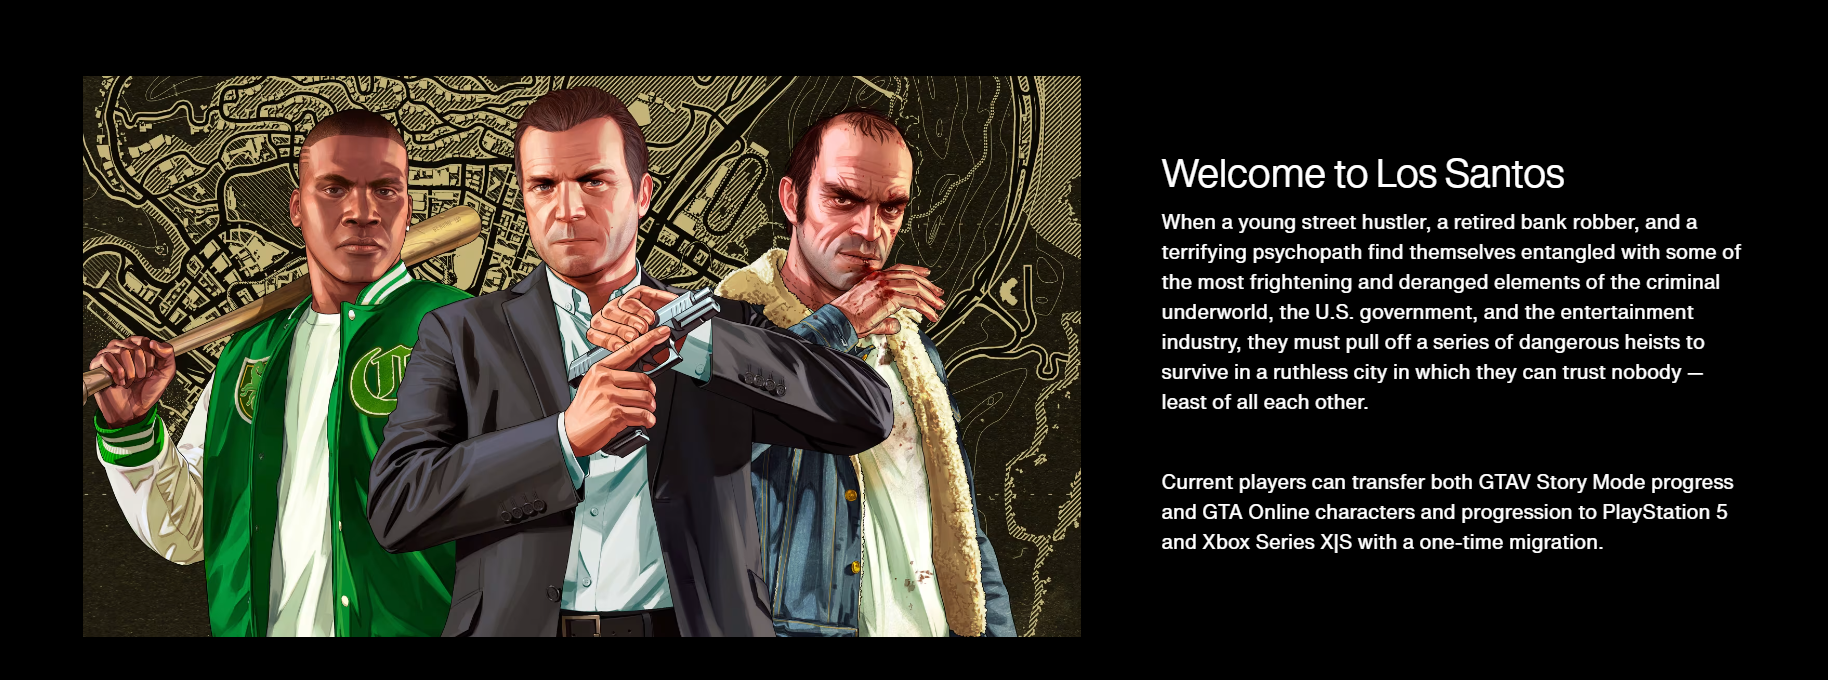 Welcome to Los Santos
When a young street hustler, a retired bank robber, and a
terrifying psychopath find themselves entangled with some of
the most frightening and deranged elements of the criminal
underworld, the U.S. government, and the entertainment
industry, they must pull off a series of dangerous heists to
survive in a ruthless city in which they can trust nobody —
least of all each other.
Current players can transfer both GTAV Story Mode progress
and GTA Online characters and progression to PlayStation 5
and Xbox Series X|S with a one-time migration.